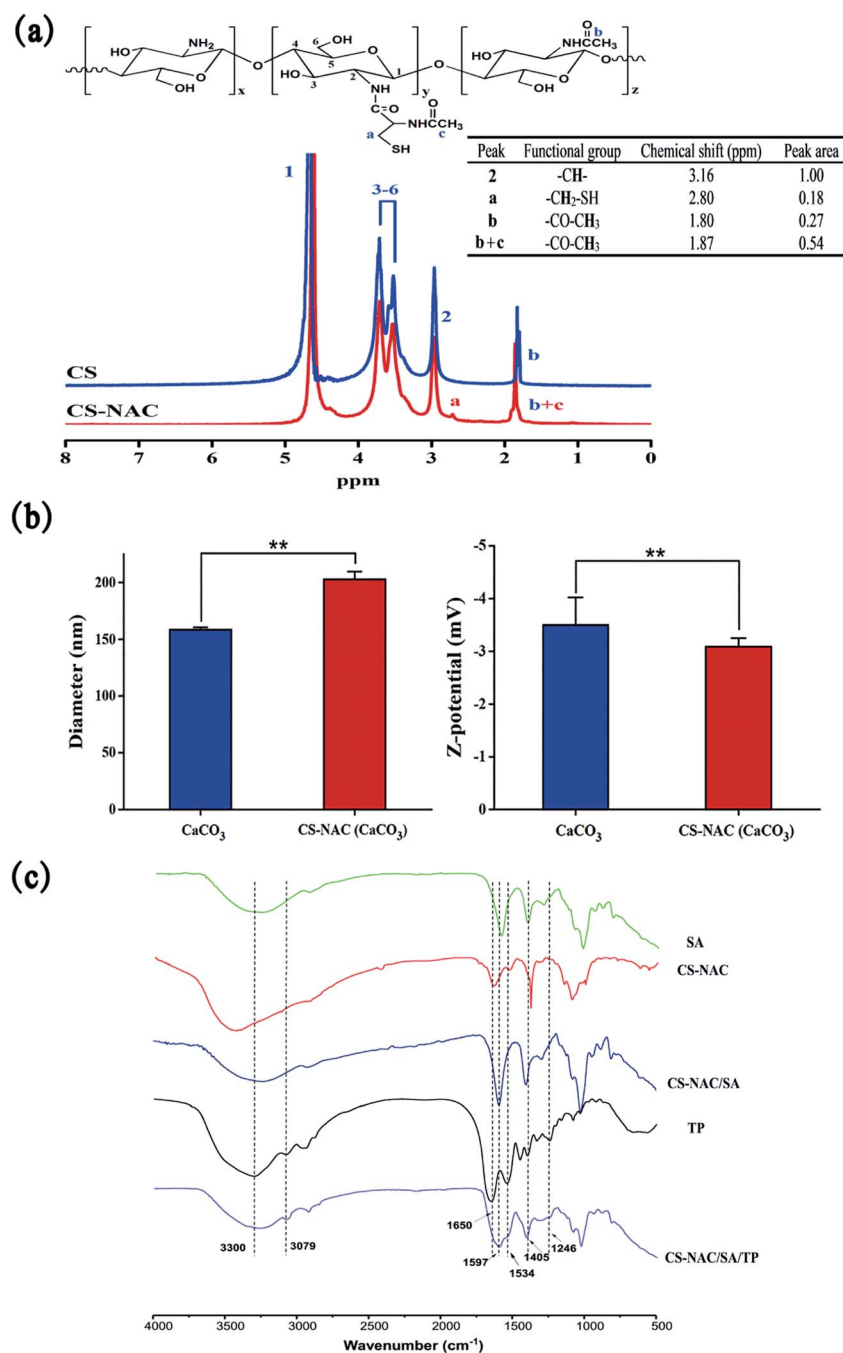 (a)
HO NH₂ O O HO x
4 6 OH 5 O HO 3 2 1 NH y O
b O NHCCH₃ HO O O OH z
C=O O
NHCCH₃
a c
SH
Peak Functional group Chemical shift (ppm) Peak area
2 -CH- 3.16 1.00
a -CH₂-SH 2.80 0.18
b -CO-CH₃ 1.80 0.27
b+c -CO-CH₃ 1.87 0.54
1
3-6
2
b
CS
CS-NAC
a
b+c
8 7 6 5 4 3 2 1 0
ppm
(b)
Diameter (nm)
200
150
100
50
0
**
CaCO₃ CS-NAC (CaCO₃)
Z-potential (mV)
-5
-4
-3
-2
-1
0
**
CaCO₃ CS-NAC (CaCO₃)
(c)
SA
CS-NAC
CS-NAC/SA
TP
CS-NAC/SA/TP
3300 3079 1650 1597 1534 1405 1246
4000 3500 3000 2500 2000 1500 1000 500
Wavenumber (cm⁻¹)